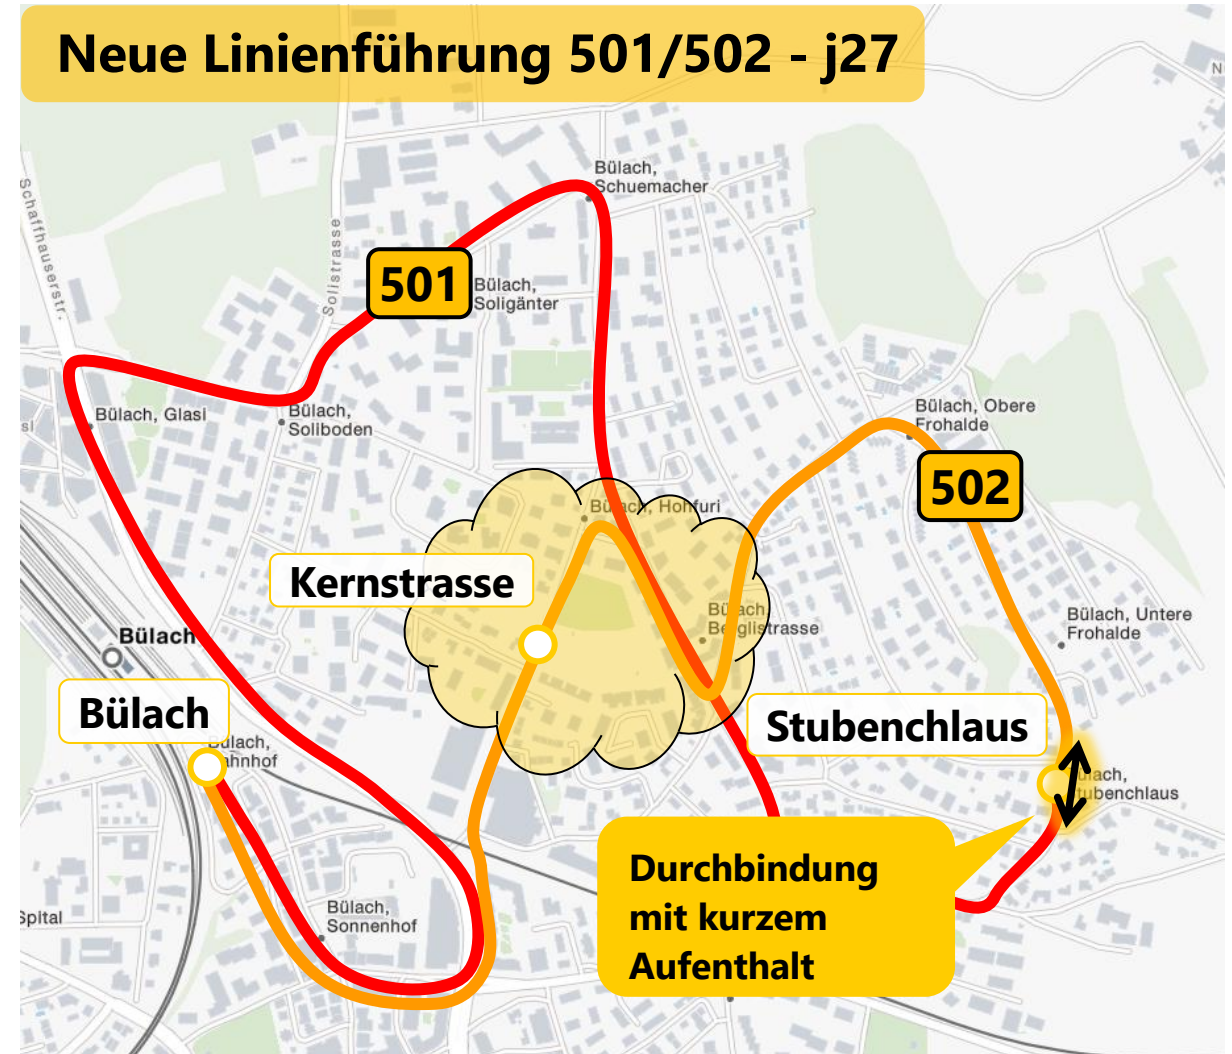 Neue Linienführung 501/502 - j27
N
Bülach,
Schuemacher
Schaffhauserstr.
Solistrasse
501
Bülach,
Soligänter
Bülach, Glasi
Bülach,
Soliboden
Bülach, Obere
Frohalde
502
Bülach, Hohfuri
Kernstrasse
Bülach,
Berglistrasse
Bülach, Untere
Frohalde
Bülach
Bülach
Stubenchlaus
Bülach,
Bahnhof
Bülach,
Stubenchlaus
Durchbindung
mit kurzem
Aufenthalt
Bülach,
Sonnenhof
Spital